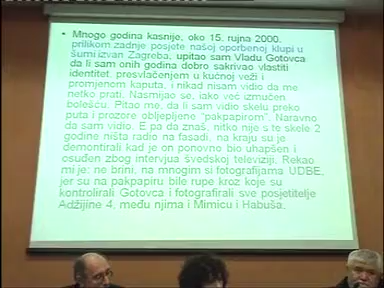 • Mnogo godina kasnije, oko 15. rujna 2000.
prilikom zadnje posjete našoj oporbenoj klupi u
šumi izvan Zagreba, upitao sam Vladu Gotovca
da li sam onih godina dobro sakrivao vlastiti
identitet, presvlačenjem u kućnoj veži i
promjenom kaputa, i nikad nisam vidio da me
netko prati. Nasmijao se, iako već izmučen
bolešću. Pitao me, da li sam vidio skelu preko
puta i prozore obljepljene "pakpapirom". Naravno
da sam vidio. E pa da znaš, nitko nije s te skele 2
godine ništa radio na fasadi, na kraju su je
demontirali kad je on ponovno bio uhapšen i
osuđen zbog intervjua švedskoj televiziji. Rekao
mi je: ne brini, na mnogim si fotografijama UDBE,
jer su na pakpapiru bile rupe kroz koje su
kontrolirali Gotovca i fotografirali sve posjetitelje
Adžijine 4, među njima i Mimicu i Habuša.